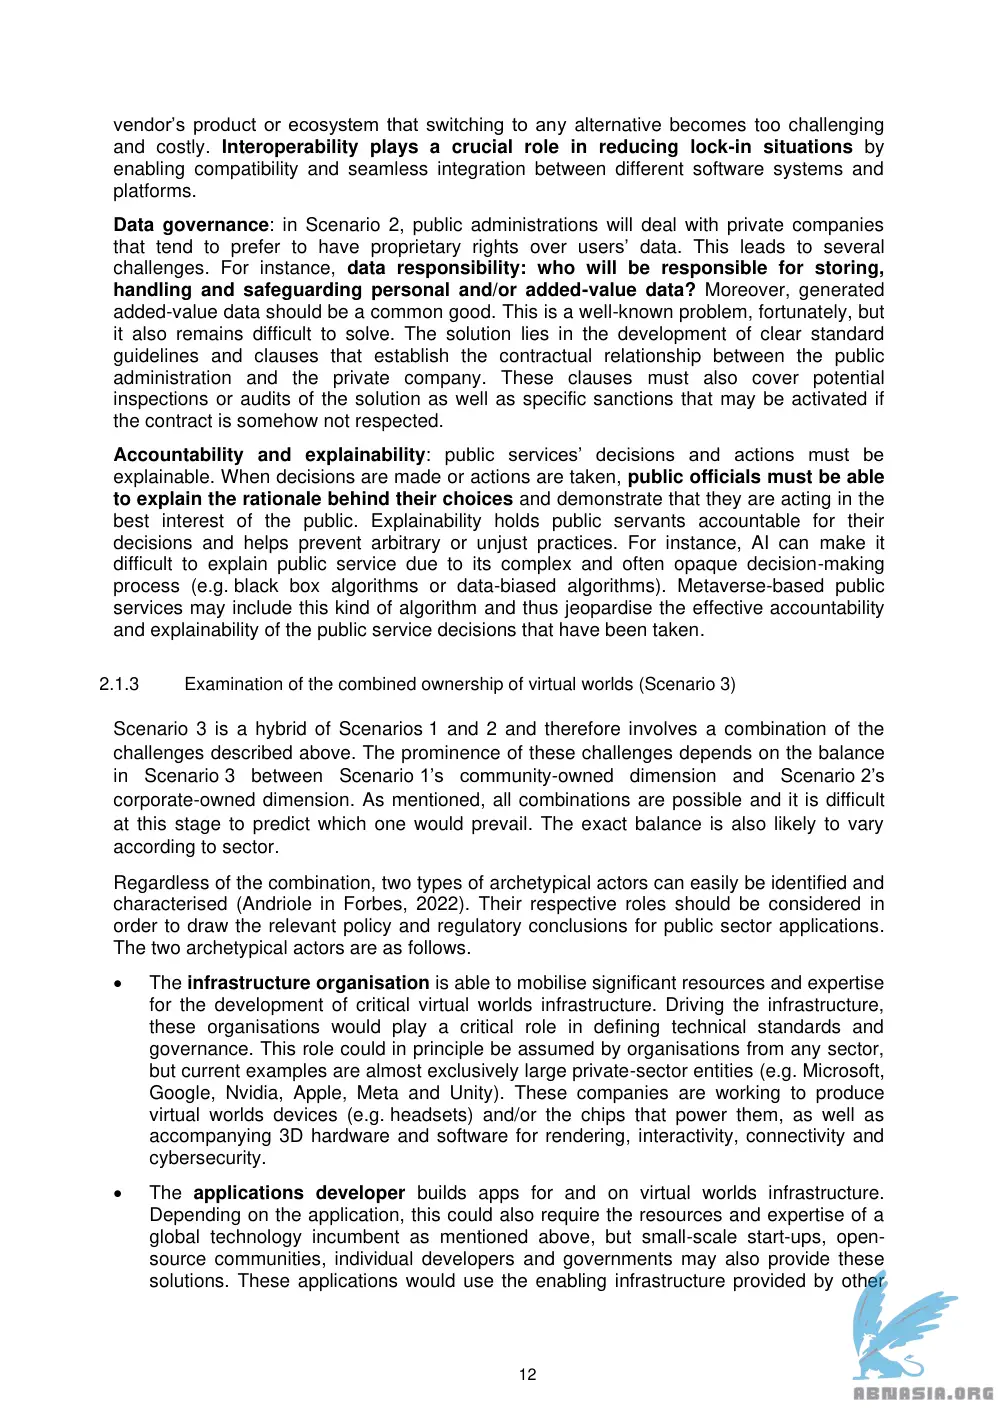 vendor’s product or ecosystem that switching to any alternative becomes too challenging
and costly. Interoperability plays a crucial role in reducing lock-in situations by
enabling compatibility and seamless integration between different software systems and
platforms.
Data governance: in Scenario 2, public administrations will deal with private companies
that tend to prefer to have proprietary rights over users’ data. This leads to several
challenges. For instance, data responsibility: who will be responsible for storing,
handling and safeguarding personal and/or added-value data? Moreover, generated
added-value data should be a common good. This is a well-known problem, fortunately, but
it also remains difficult to solve. The solution lies in the development of clear standard
guidelines and clauses that establish the contractual relationship between the public
administration and the private company. These clauses must also cover potential
inspections or audits of the solution as well as specific sanctions that may be activated if
the contract is somehow not respected.
Accountability and explainability: public services’ decisions and actions must be
explainable. When decisions are made or actions are taken, public officials must be able
to explain the rationale behind their choices and demonstrate that they are acting in the
best interest of the public. Explainability holds public servants accountable for their
decisions and helps prevent arbitrary or unjust practices. For instance, AI can make it
difficult to explain public service due to its complex and often opaque decision-making
process (e.g. black box algorithms or data-biased algorithms). Metaverse-based public
services may include this kind of algorithm and thus jeopardise the effective accountability
and explainability of the public service decisions that have been taken.
2.1.3 Examination of the combined ownership of virtual worlds (Scenario 3)
Scenario 3 is a hybrid of Scenarios 1 and 2 and therefore involves a combination of the
challenges described above. The prominence of these challenges depends on the balance
in Scenario 3 between Scenario 1’s community-owned dimension and Scenario 2’s
corporate-owned dimension. As mentioned, all combinations are possible and it is difficult
at this stage to predict which one would prevail. The exact balance is also likely to vary
according to sector.
Regardless of the combination, two types of archetypical actors can easily be identified and
characterised (Andriole in Forbes, 2022). Their respective roles should be considered in
order to draw the relevant policy and regulatory conclusions for public sector applications.
The two archetypical actors are as follows.
• The infrastructure organisation is able to mobilise significant resources and expertise
for the development of critical virtual worlds infrastructure. Driving the infrastructure,
these organisations would play a critical role in defining technical standards and
governance. This role could in principle be assumed by organisations from any sector,
but current examples are almost exclusively large private-sector entities (e.g. Microsoft,
Google, Nvidia, Apple, Meta and Unity). These companies are working to produce
virtual worlds devices (e.g. headsets) and/or the chips that power them, as well as
accompanying 3D hardware and software for rendering, interactivity, connectivity and
cybersecurity.
• The applications developer builds apps for and on virtual worlds infrastructure.
Depending on the application, this could also require the resources and expertise of a
global technology incumbent as mentioned above, but small-scale start-ups, open-
source communities, individual developers and governments may also provide these
solutions. These applications would use the enabling infrastructure provided by other
12
ABNASIA.ORG